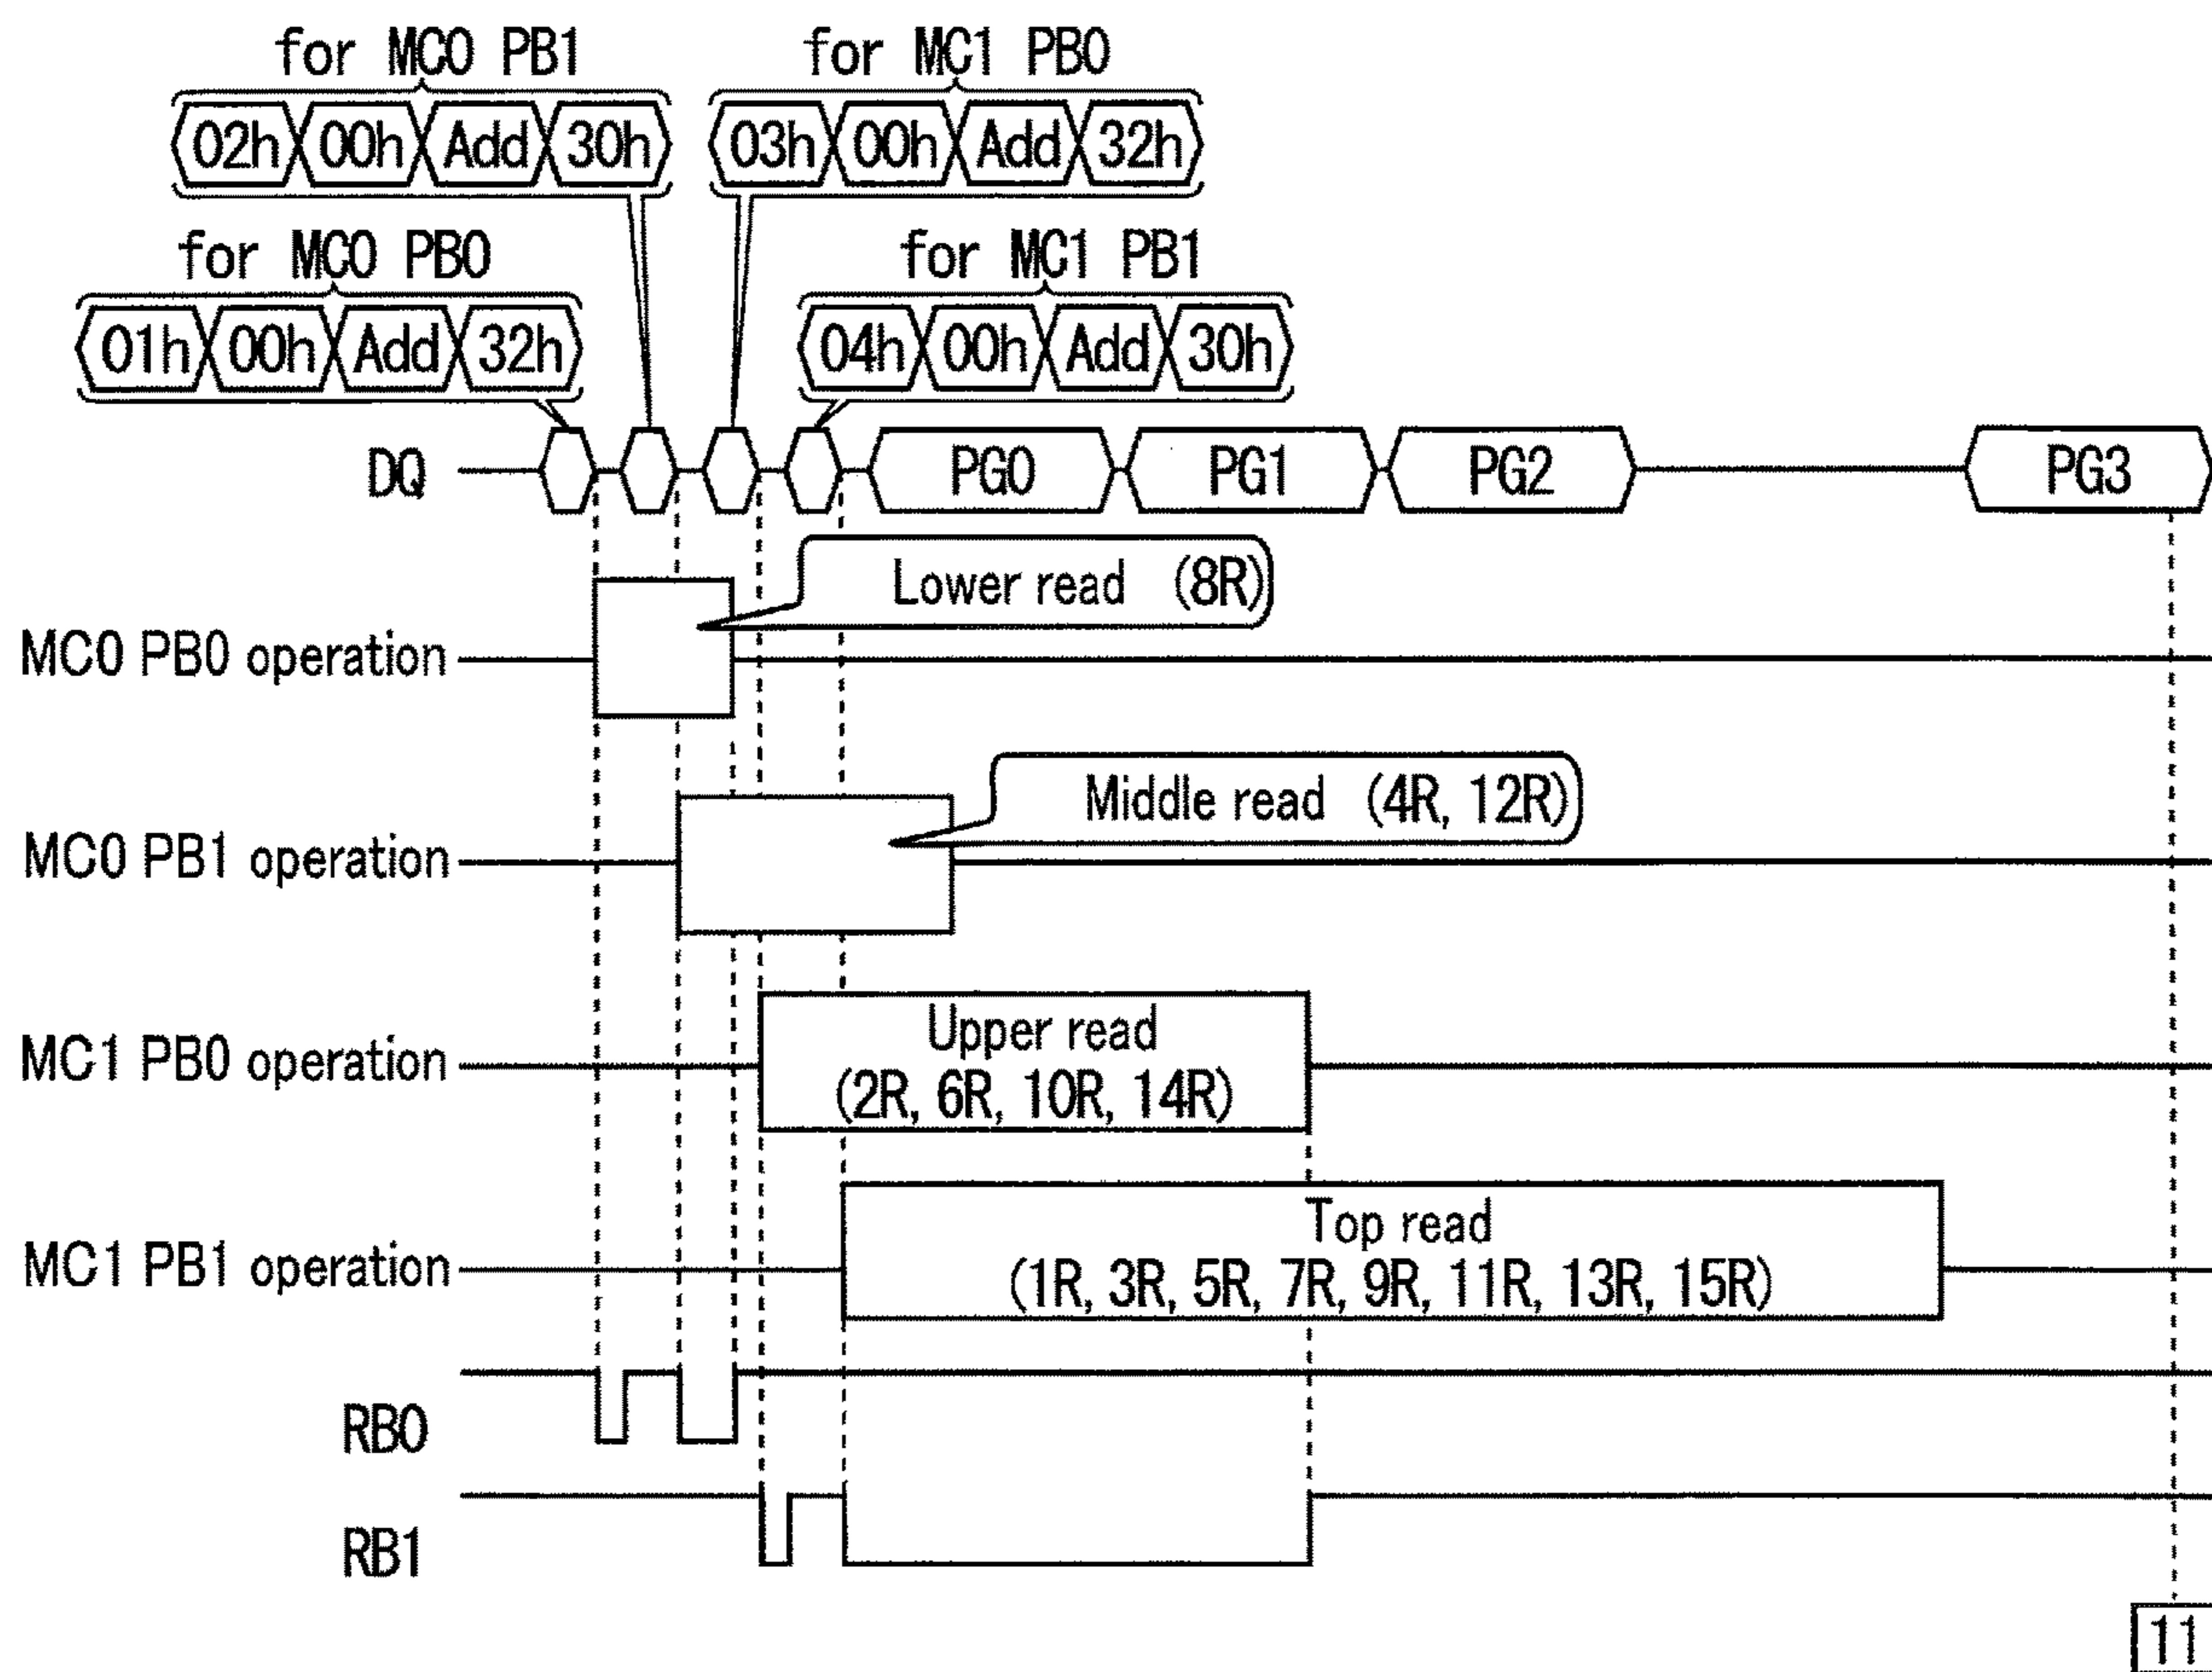 for MC0 PB1
for MC1 PB0
02h 00h Add 30h
03h 00h Add 32h
for MC0 PB0
for MC1 PB1
01h 00h Add 32h
04h 00h Add 30h
DQ PG0 PG1 PG2 PG3
Lower read (8R)
MC0 PB0 operation
Middle read (4R, 12R)
MC0 PB1 operation
Upper read
(2R, 6R, 10R, 14R)
MC1 PB0 operation
Top read
(1R, 3R, 5R, 7R, 9R, 11R, 13R, 15R)
MC1 PB1 operation
RB0
RB1
11